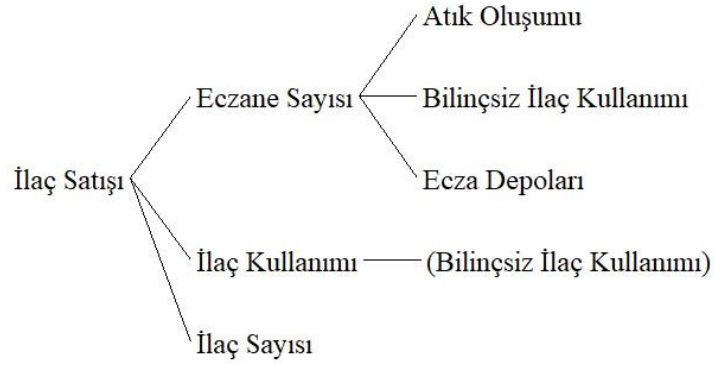 Atık Oluşumu
Eczane Sayısı
Bilinçsiz İlaç Kullanımı
İlaç Satışı
Ecza Depoları
İlaç Kullanımı
(Bilinçsiz İlaç Kullanımı)
İlaç Sayısı